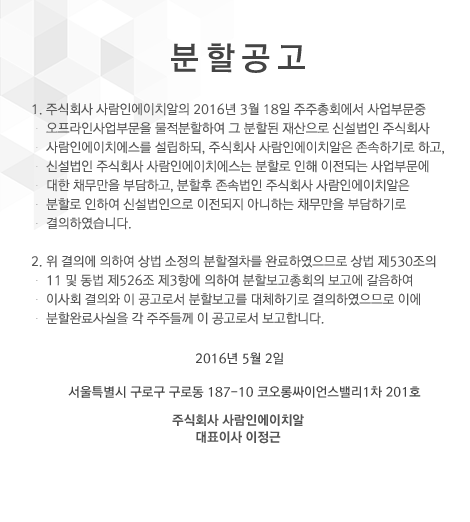 분할공고
1. 주식회사 사람인에이치알의 2016년 3월 18일 주주총회에서 사업부문중
오프라인사업부문을 물적분할하여 그 분할된 재산으로 신설법인 주식회사
사람인에이치에스를 설립하되, 주식회사 사람인에이치알은 존속하기로 하고,
신설법인 주식회사 사람인에이치에스는 분할로 인해 이전되는 사업부문에
대한 채무만을 부담하고, 분할후 존속법인 주식회사 사람인에이치알은
분할로 인하여 신설법인으로 이전되지 아니하는 채무만을 부담하기로
결의하였습니다.
2. 위 결의에 의하여 상법 소정의 분할절차를 완료하였으므로 상법 제530조의
11 및 동법 제526조 제3항에 의하여 분할보고총회의 보고에 갈음하여
이사회 결의와 이 공고로서 분할보고를 대체하기로 결의하였으므로 이에
분할완료사실을 각 주주들께 이 공고로서 보고합니다.
2016년 5월 2일
서울특별시 구로구 구로동 187-10 코오롱싸이언스밸리1차 201호
주식회사 사람인에이치알
대표이사 이정근